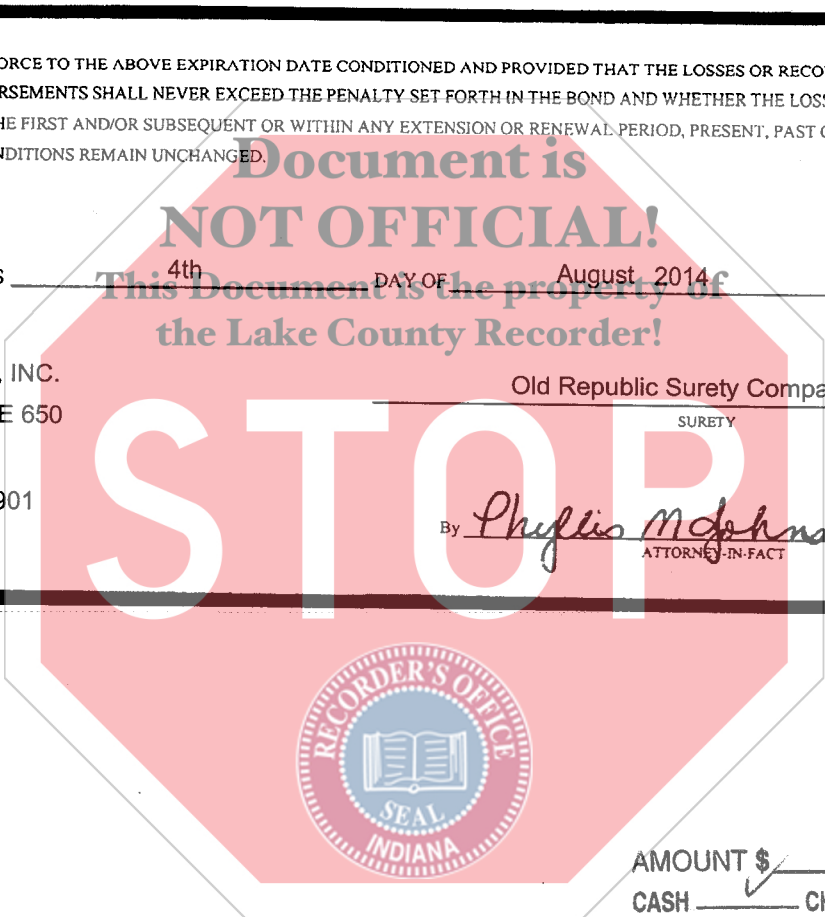 ORCE TO THE ABOVE EXPIRATION DATE CONDITIONED AND PROVIDED THAT THE LOSSES OR RECO
RSEMENTS SHALL NEVER EXCEED THE PENALTY SET FORTH IN THE BOND AND WHETHER THE LOSS
HE FIRST AND/OR SUBSEQUENT OR WITHIN ANY EXTENSION OR RENEWAL PERIOD, PRESENT, PAST O
NDITIONS REMAIN UNCHANGED.
Document is
NOT OFFICIAL!
S 4th DAY OF August 2014
This Document is the property of
the Lake County Recorder!
, INC.
Old Republic Surety Compa
E 650
SURETY
STOP
901
By Phyllis M Johns
ATTORNEY-IN-FACT
RECORDER'S OFFICE
SEAL
INDIANA
AMOUNT $
CASH CH